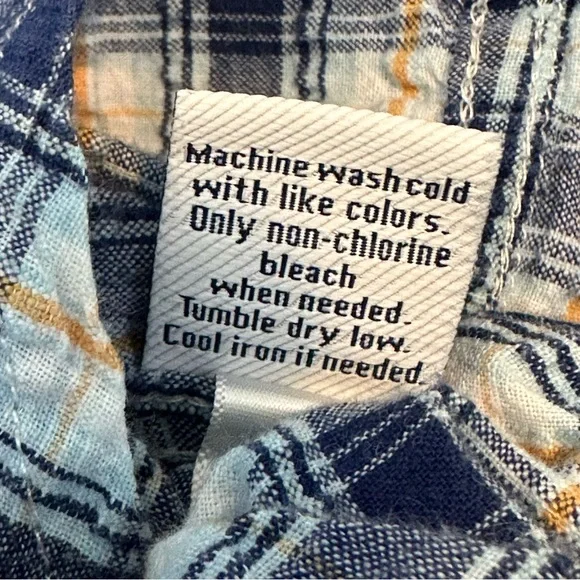 Machine wash cold
with like colors.
Only non-chlorine
bleach
when needed.
Tumble dry low.
Cool iron if needed.